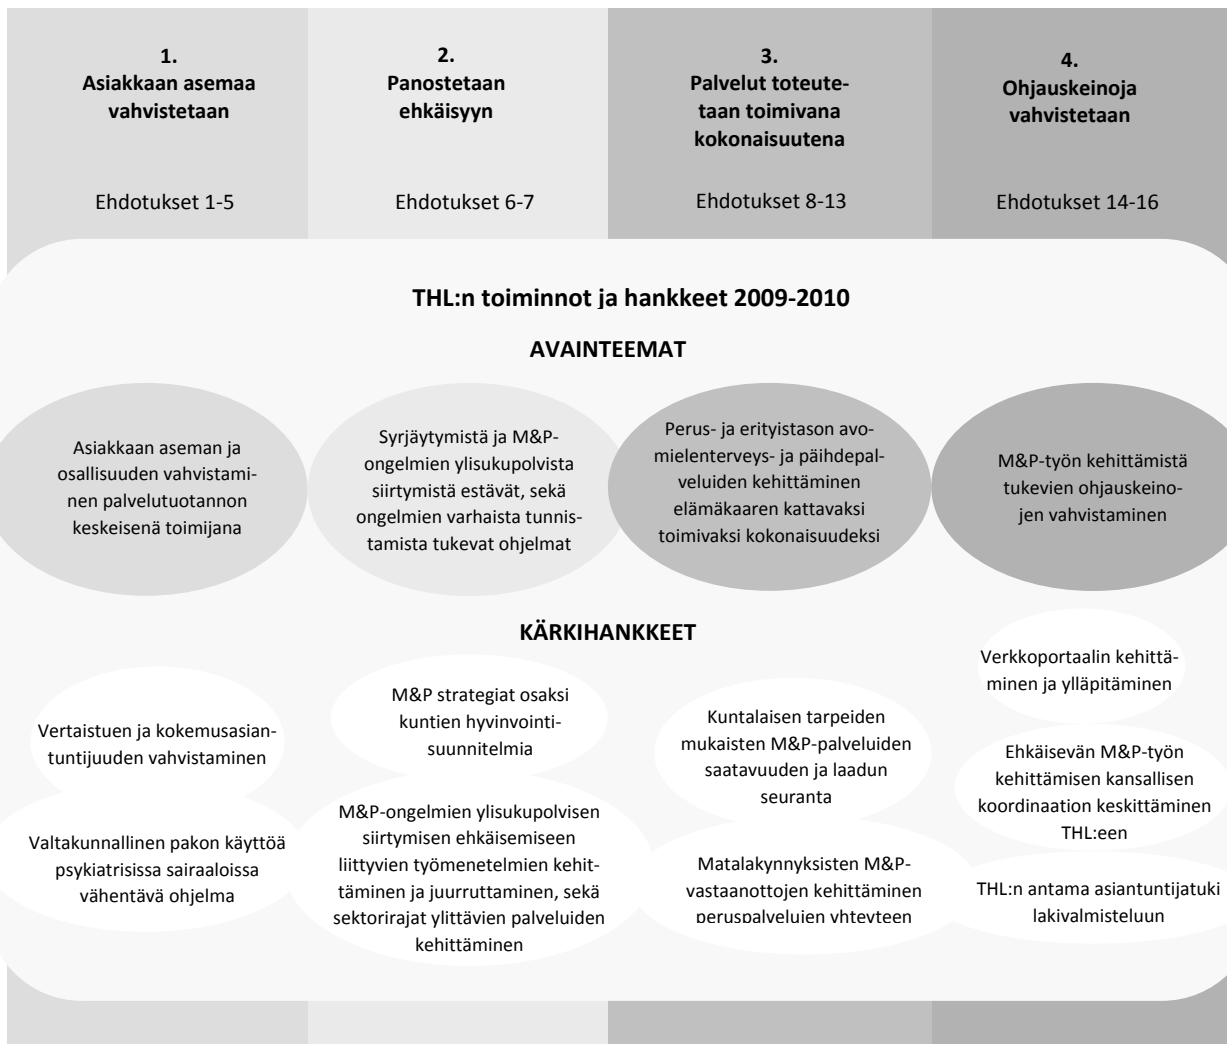 1.
Asiakkaan asemaa
vahvistetaan
Ehdotukset 1-5
2.
Panostetaan
ehkäisyyn
Ehdotukset 6-7
3.
Palvelut toteute-
taan toimivana
kokonaisuutena
Ehdotukset 8-13
4.
Ohjauskeinoja
vahvistetaan
Ehdotukset 14-16
THL:n toiminnot ja hankkeet 2009-2010
AVAINTEEMAT
Asiakkaan aseman ja
osallisuuden vahvistami-
nen palvelutuotannon
keskeisenä toimijana
Syrjäytymistä ja M&P-
ongelmien ylisukupolvista
siirtymistä estävät, sekä
ongelmien varhaista tunnis-
tamista tukevat ohjelmat
Perus- ja erityistason avo-
mielenterveys- ja päihdepal-
veluiden kehittäminen
elämäkaaren kattavaksi
toimivaksi kokonaisuudeksi
M&P-työn kehittämistä
tukevien ohjauskeino-
jen vahvistaminen
KÄRKIHANKKEET
Vertaistuen ja kokemusasian-
tuntijuuden vahvistaminen
Valtakunnallinen pakon käyttöä
psykiatrisissa sairaaloissa
vähentävä ohjelma
M&P strategiat osaksi
kuntien hyvinvointi-
suunnitelmia
M&P-ongelmien ylisukupolvisen
siirtymisen ehkäisemiseen
liittyvien työmenetelmien kehit-
täminen ja juurruttaminen, sekä
sektorirajat ylittävien palveluiden
kehittäminen
Kuntalaisen tarpeiden
mukaisten M&P-palveluiden
saatavuuden ja laadun
seuranta
Matalakynnyksisten M&P-
vastaanottojen kehittäminen
peruspalvelujen yhteyteen
Verkkoportaalin kehittä-
minen ja ylläpitäminen
Ehkäisevän M&P-työn
kehittämisen kansallisen
koordinaation keskittäminen
THL:een
THL:n antama asiantuntijatuki
lakivalmisteluun